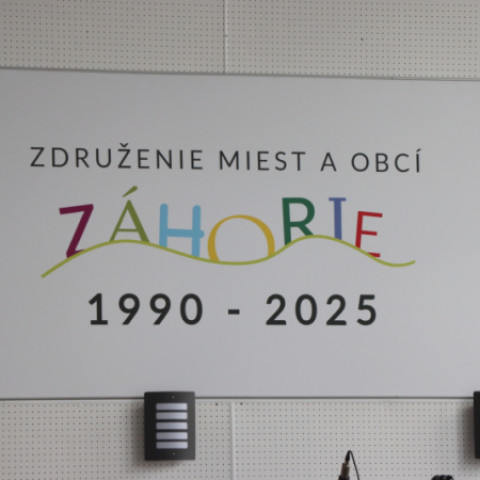 ZDRUŽENIE MIEST A OBCÍ
ZÁHORIE
1990 - 2025